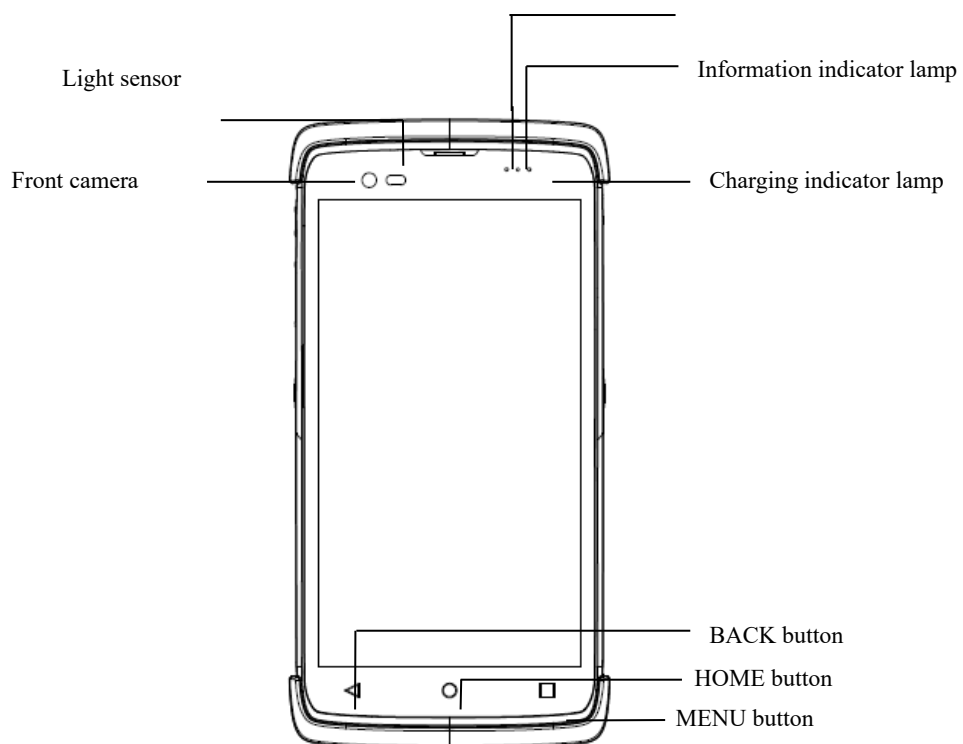 Information indicator lamp
Light sensor
Front camera
Charging indicator lamp
BACK button
HOME button
MENU button